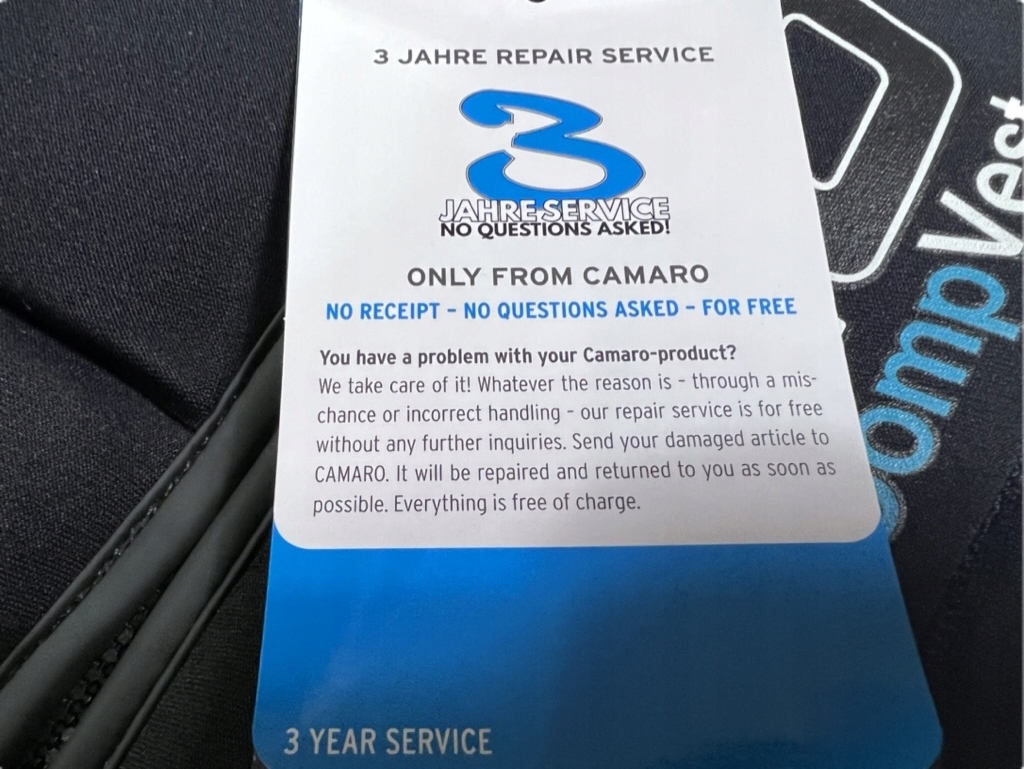 3 JAHRE REPAIR SERVICE
3
JAHRE SERVICE
NO QUESTIONS ASKED!
ONLY FROM CAMARO
NO RECEIPT – NO QUESTIONS ASKED – FOR FREE
You have a problem with your Camaro-product?
We take care of it! Whatever the reason is – through a mis-
chance or incorrect handling – our repair service is for free
without any further inquiries. Send your damaged article to
CAMARO. It will be repaired and returned to you as soon as
possible. Everything is free of charge.
3 YEAR SERVICE
compVest